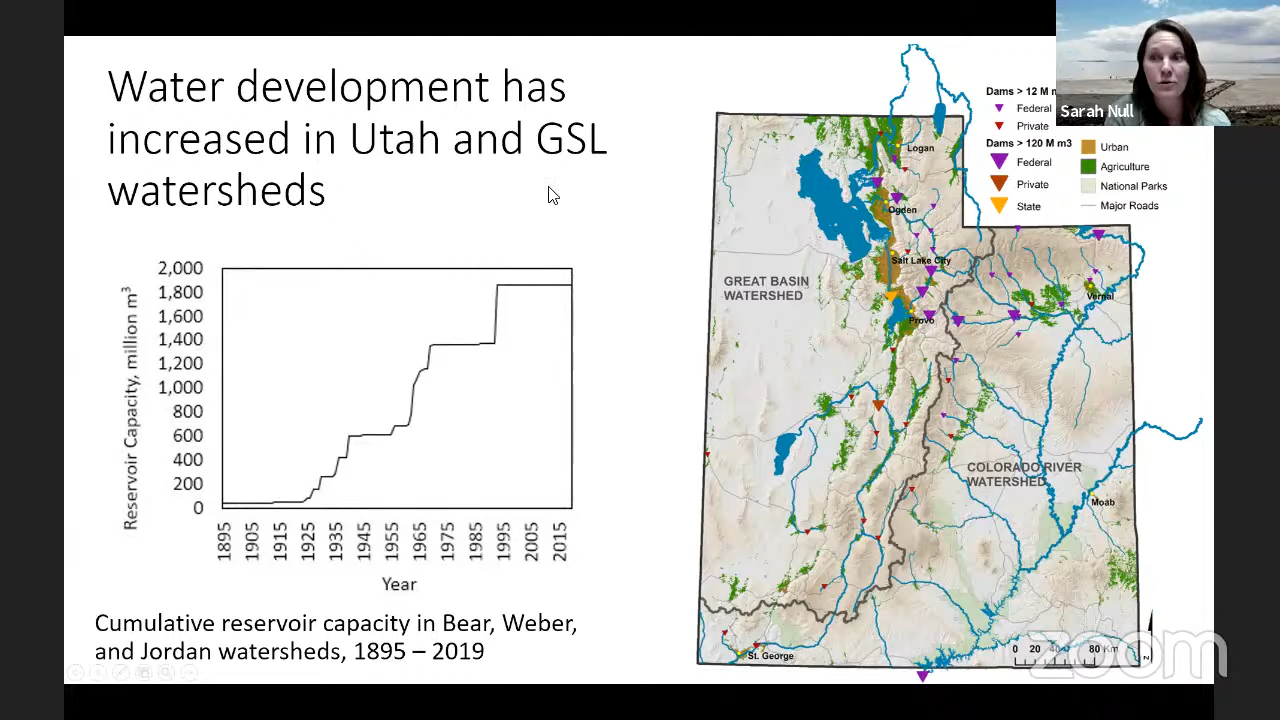 Water development has
increased in Utah and GSL
watersheds
2,000
1,800
1,600
1,400
1,200
1,000
800
600
400
200
0
Reservoir Capacity, million m³
1895
1905
1915
1925
1935
1945
1955
1965
1975
1985
1995
2005
2015
Year
Cumulative reservoir capacity in Bear, Weber,
and Jordan watersheds, 1895 – 2019
Sarah Null
Dams > 12 M
Federal
Private
Dams > 120 M m3
Federal
Private
State
Urban
Agriculture
National Parks
Major Roads
Logan
Ogden
Salt Lake City
GREAT BASIN
WATERSHED
Vernal
Provo
COLORADO RIVER
WATERSHED
Moab
St. George
0 20 40 80 Km
N
zoom